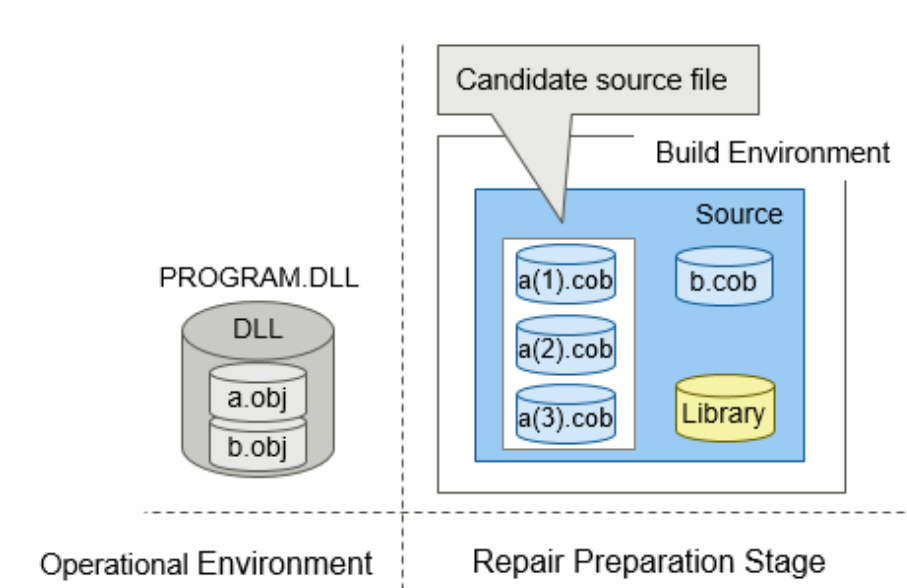 Candidate source file
Build Environment
Source
a(1).cob
b.cob
a(2).cob
a(3).cob
Library
PROGRAM.DLL
DLL
a.obj
b.obj
Operational Environment
Repair Preparation Stage